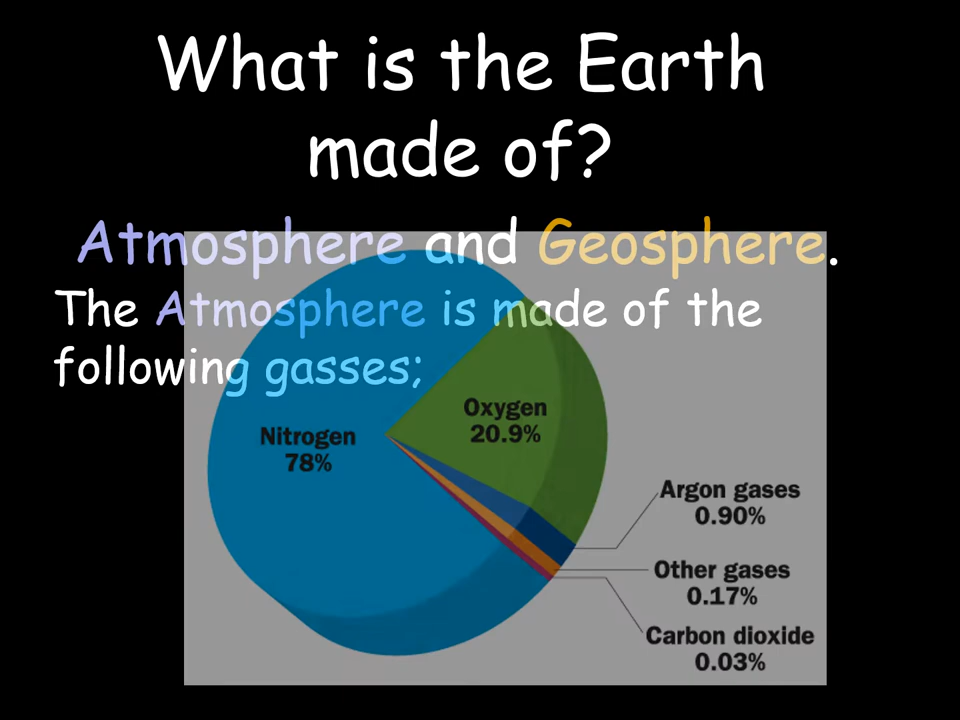 What is the Earth
made of?
Atmosphere and Geosphere.
The Atmosphere is made of the
following gasses;
Oxygen
20.9%
Nitrogen
78%
Argon gases
0.90%
Other gases
0.17%
Carbon dioxide
0.03%